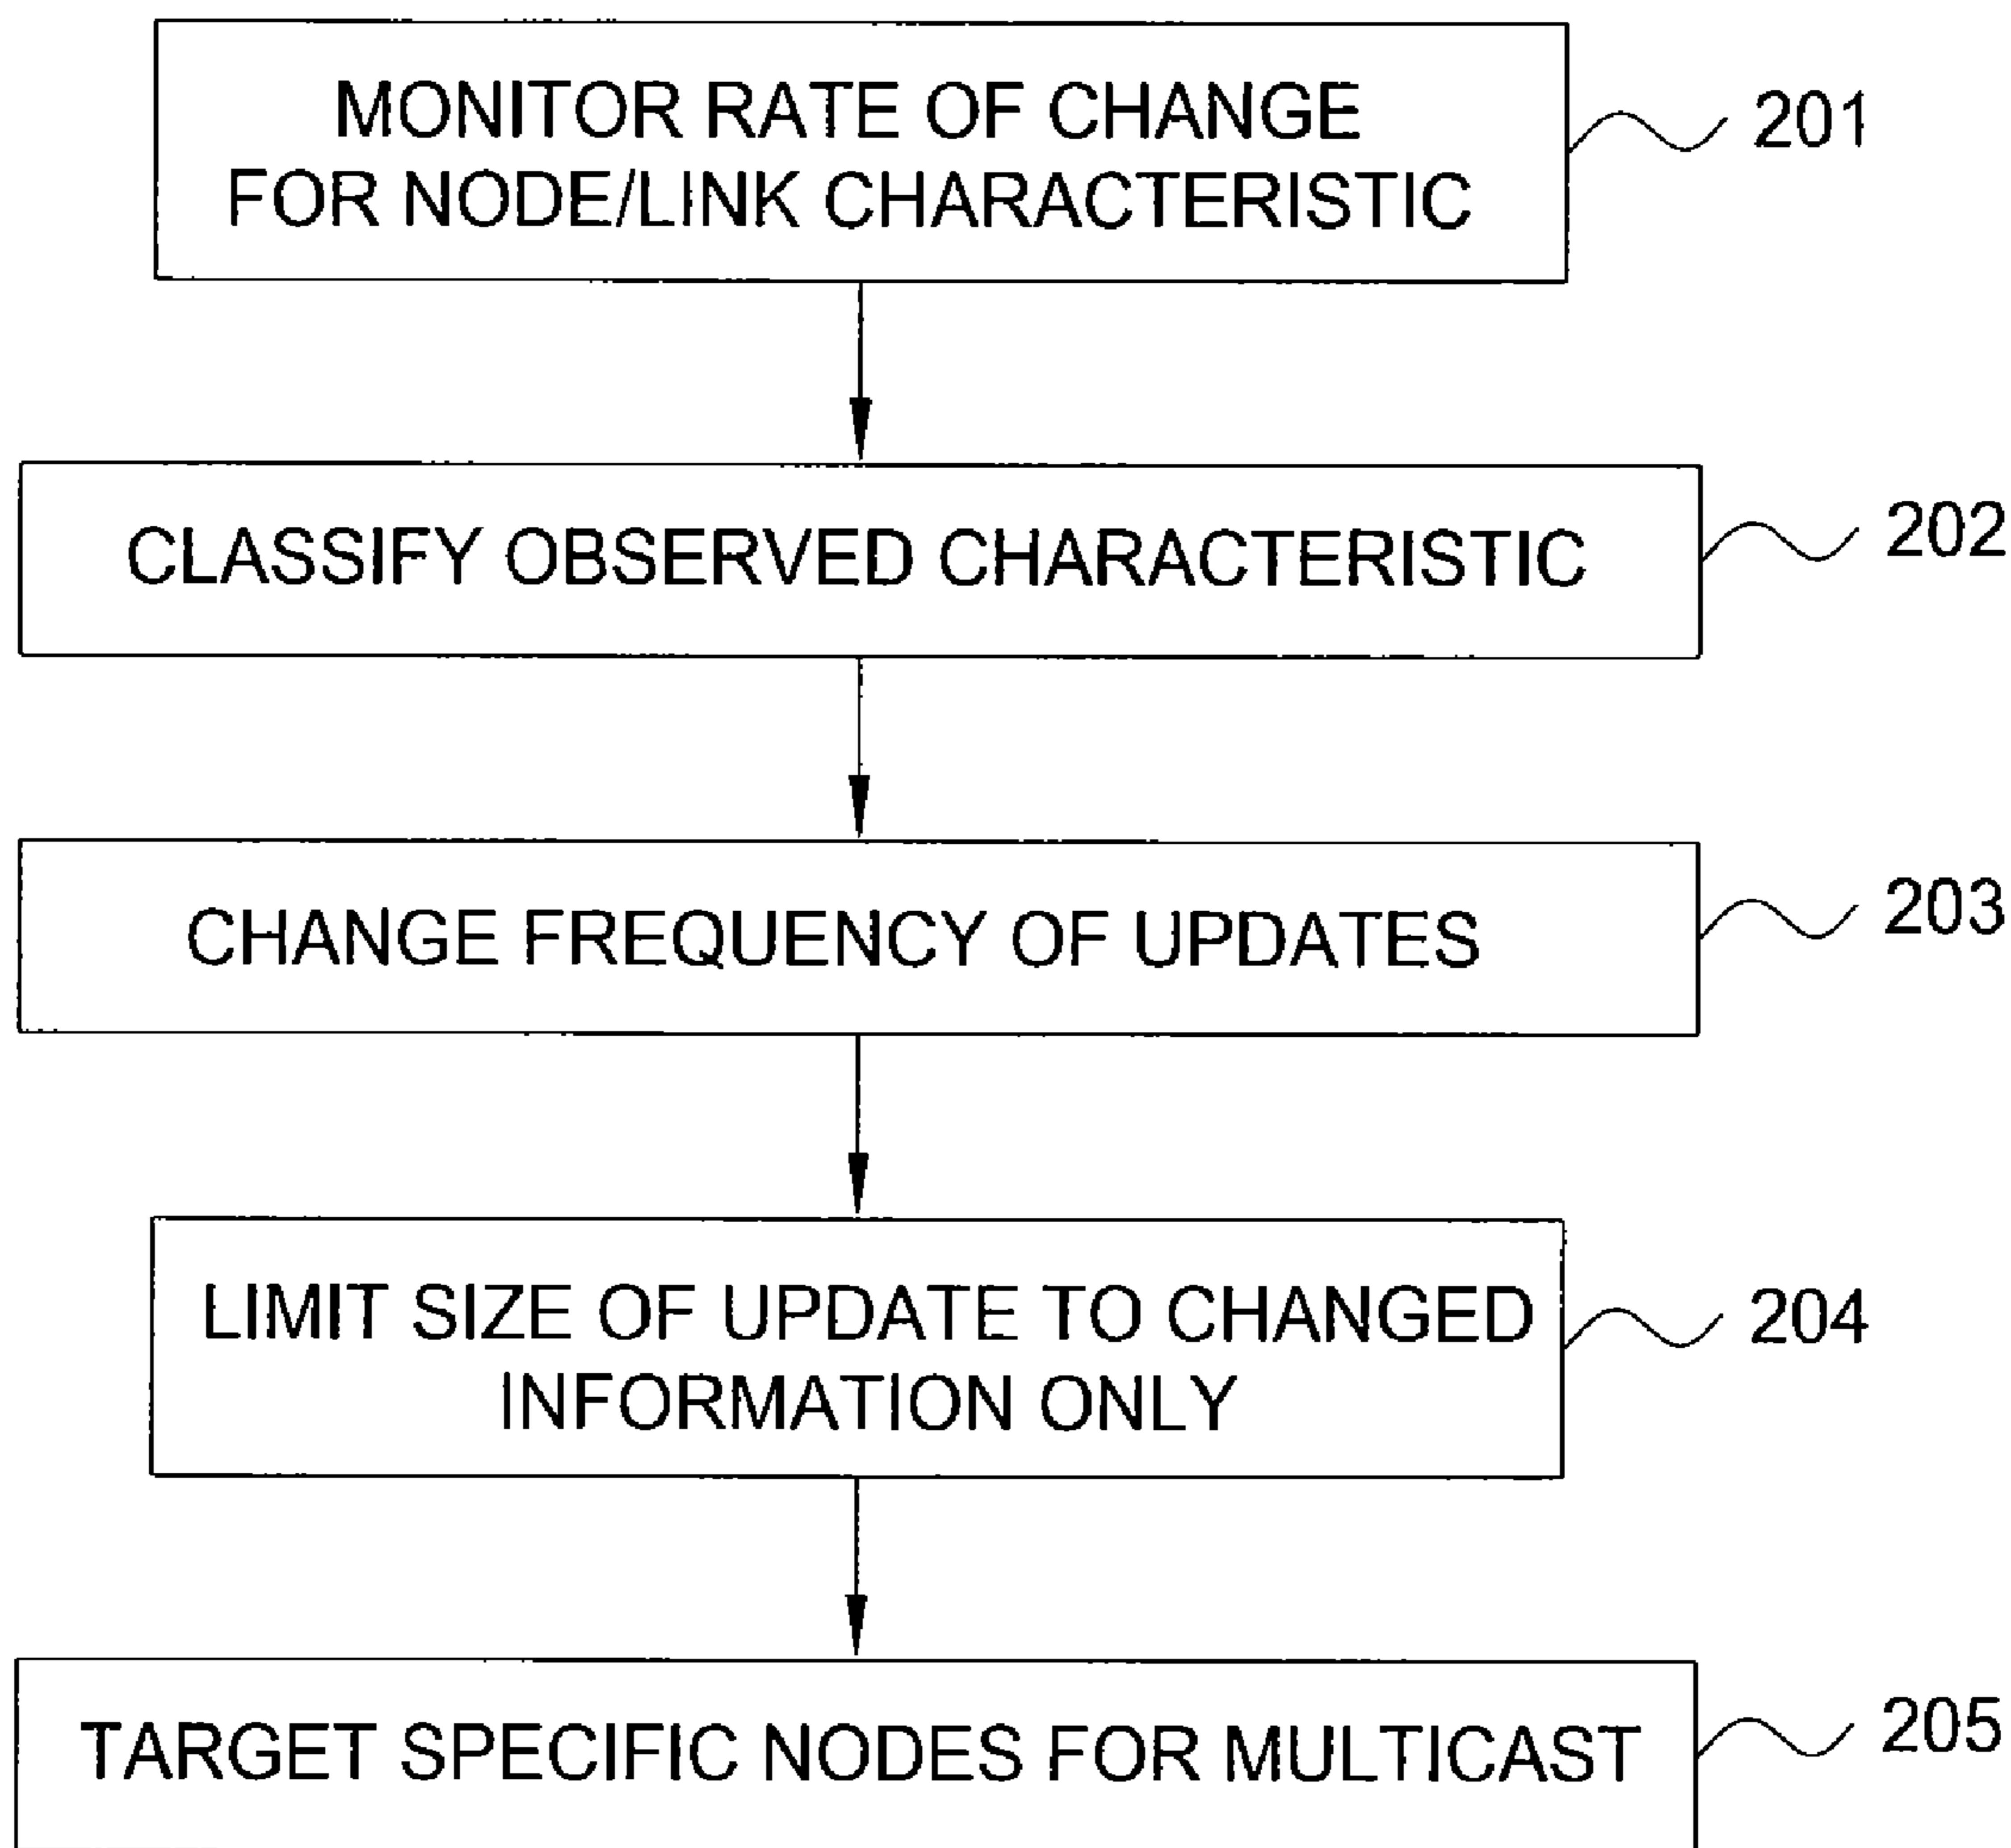 MONITOR RATE OF CHANGE
FOR NODE/LINK CHARACTERISTIC
201
CLASSIFY OBSERVED CHARACTERISTIC
202
CHANGE FREQUENCY OF UPDATES
203
LIMIT SIZE OF UPDATE TO CHANGED
INFORMATION ONLY
204
TARGET SPECIFIC NODES FOR MULTICAST
205